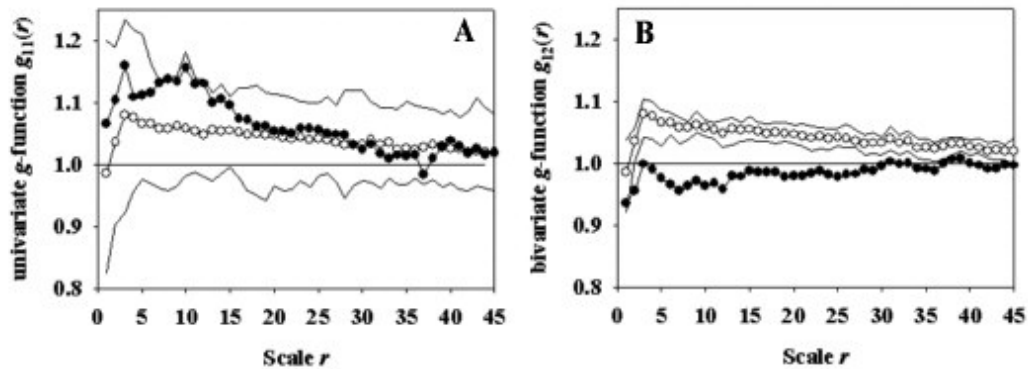 A
univariate g-function g11(r)
1.2
1.1
1.0
0.9
0.8
0 5 10 15 20 25 30 35 40 45
Scale r
B
bivariate g-function g12(r)
1.2
1.1
1.0
0.9
0.8
0 5 10 15 20 25 30 35 40 45
Scale r